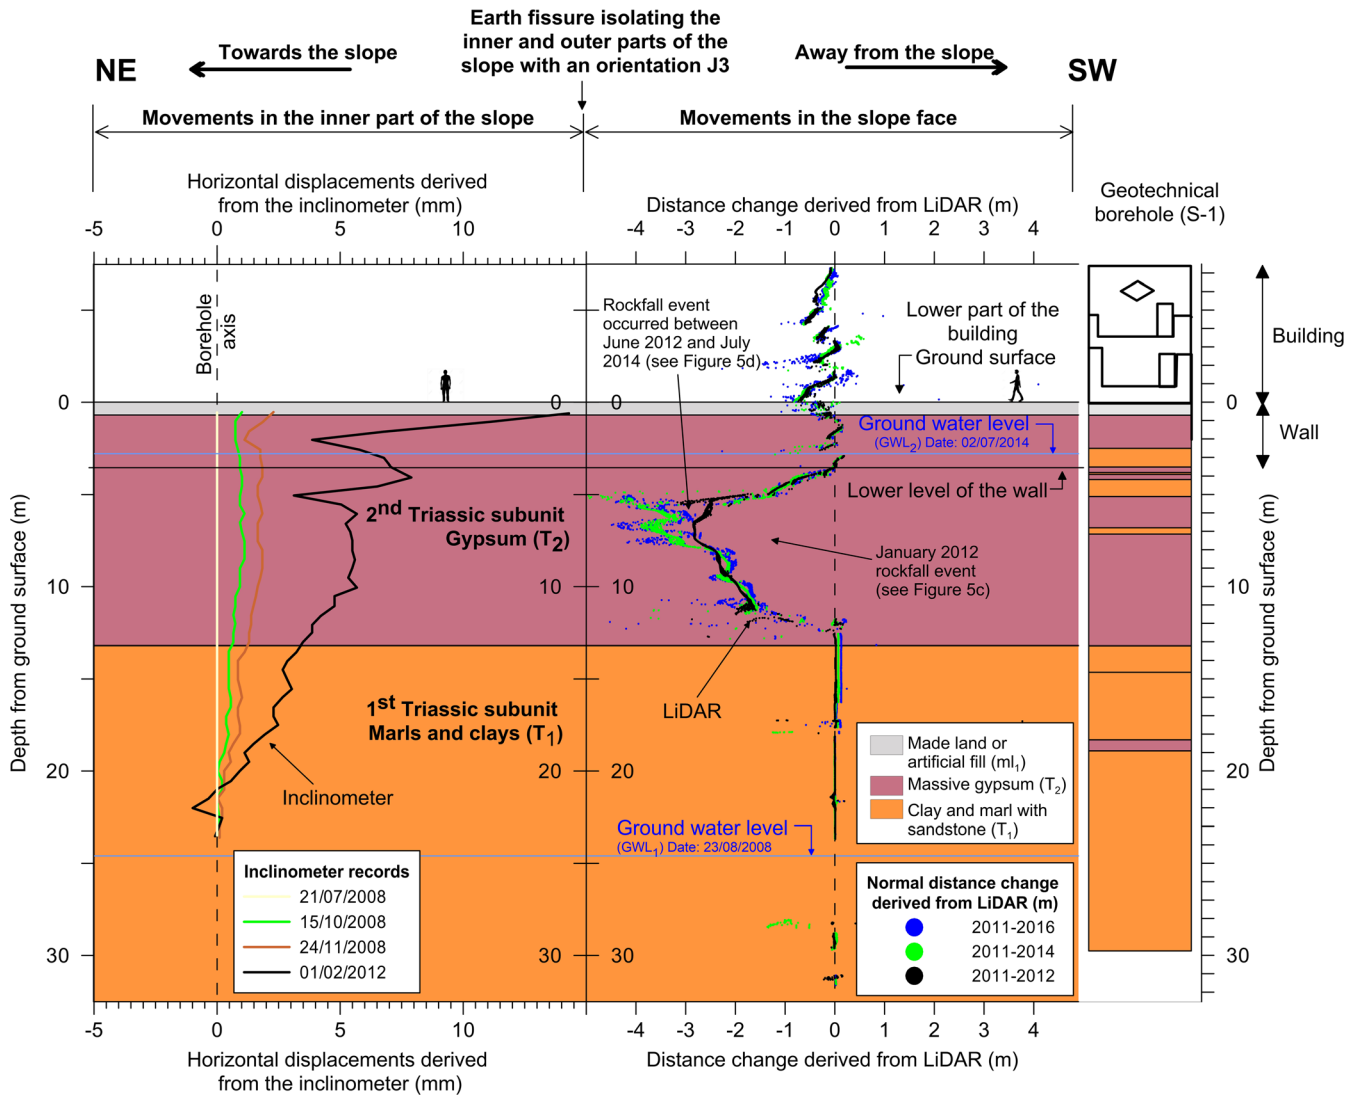 Earth fissure isolating the
inner and outer parts of the
slope with an orientation J3
Towards the slope
Away from the slope
NE
SW
Movements in the inner part of the slope
Movements in the slope face
Horizontal displacements derived
from the inclinometer (mm)
Distance change derived from LiDAR (m)
Geotechnical
borehole (S-1)
-5 0 5 10
-4 -3 -2 -1 0 1 2 3 4
Borehole
axis
Rockfall event
occurred between
June 2012 and July
2014 (see Figure 5d)
Lower part of the
building
Ground surface
Building
0 0 0 0
Ground water level
(GWL2) Date: 02/07/2014
Wall
Lower level of the wall
2nd Triassic subunit
Gypsum (T2)
January 2012
rockfall event
(see Figure 5c)
10 10 10 10
Depth from ground surface (m)
Depth from ground surface (m)
LiDAR
1st Triassic subunit
Marls and clays (T1)
Made land or
artificial fill (ml1)
Massive gypsum (T2)
Clay and marl with
sandstone (T1)
20 20 20 20
Inclinometer
Ground water level
(GWL1) Date: 23/08/2008
Inclinometer records
21/07/2008
15/10/2008
24/11/2008
01/02/2012
Normal distance change
derived from LiDAR (m)
2011-2016
2011-2014
2011-2012
30 30 30 30
-5 0 5 10
-4 -3 -2 -1 0 1 2 3 4
Horizontal displacements derived
from the inclinometer (mm)
Distance change derived from LiDAR (m)